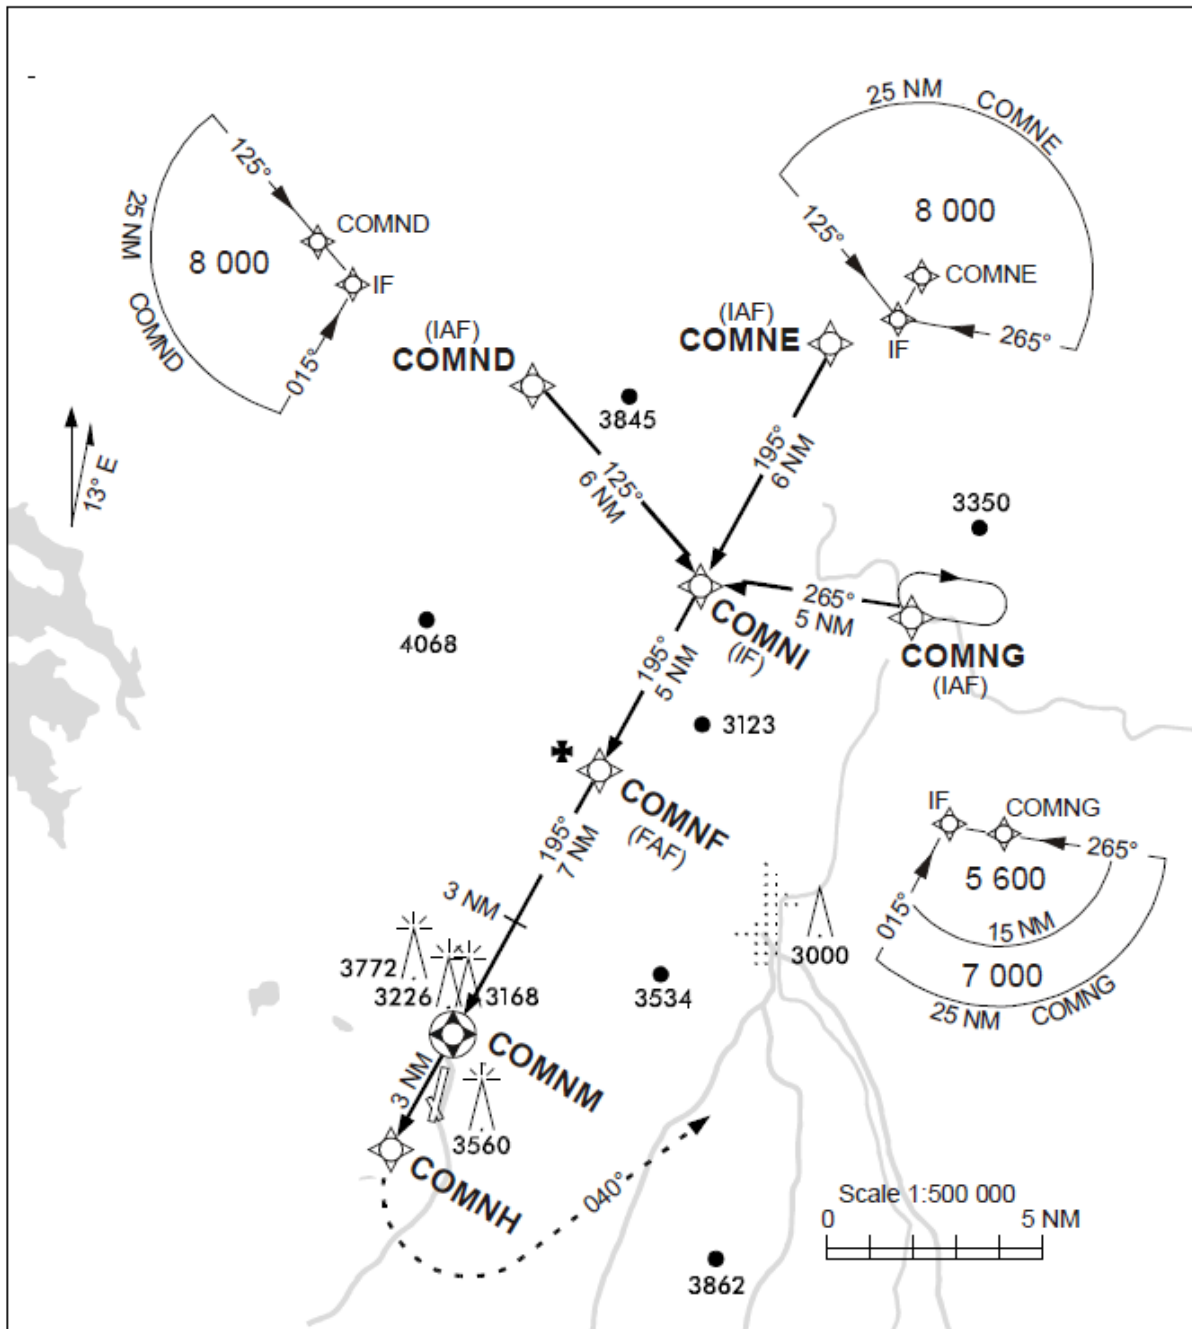 -
25 NM
COMNE
8 000
125°
COMNE
IF
265°
125°
COMND
25 NM
8 000
IF
COMND
015°
(IAF)
COMND
(IAF)
COMNE
3845
13° E
125°
6 NM
195°
6 NM
3350
4068
265°
5 NM
COMNI
(IF)
COMNG
(IAF)
195°
5 NM
3123
COMNF
(FAF)
IF
COMNG
265°
5 600
015°
15 NM
7 000
25 NM
COMNG
195°
7 NM
3 NM
3772
3226
3168
3534
3000
COMNM
3 NM
3560
COMNH
040°
Scale 1:500 000
0
5 NM
3862